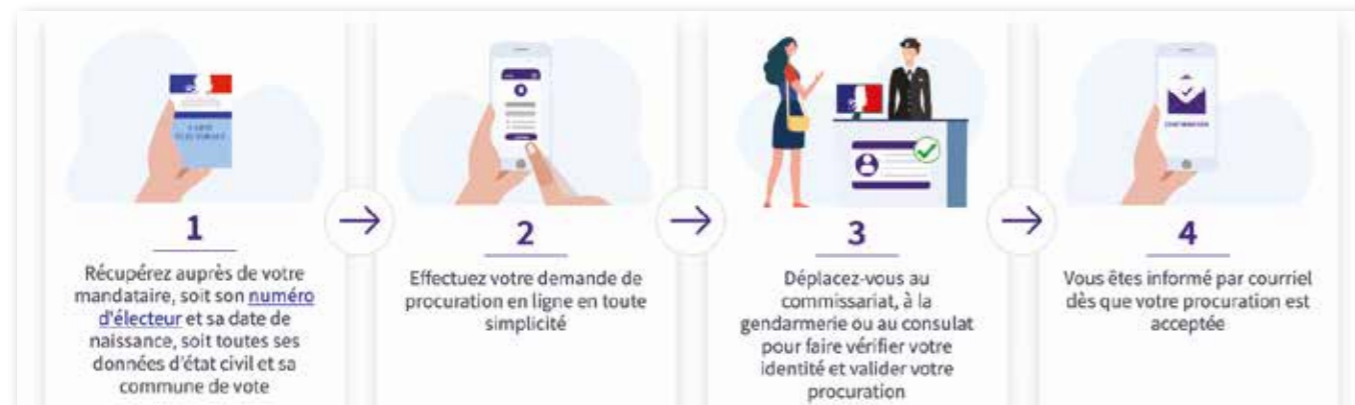 CARTE
ÉLECTORALE
1
Récupérez auprès de votre
mandataire, soit son numéro
d'électeur et sa date de
naissance, soit toutes ses
données d'état civil et sa
commune de vote
2
Effectuez votre demande de
procuration en ligne en toute
simplicité
3
Déplacez-vous au
commissariat, à la
gendarmerie ou au consulat
pour faire vérifier votre
identité et valider votre
procuration
CONFIRMATION
4
Vous êtes informé par courriel
dès que votre procuration est
acceptée